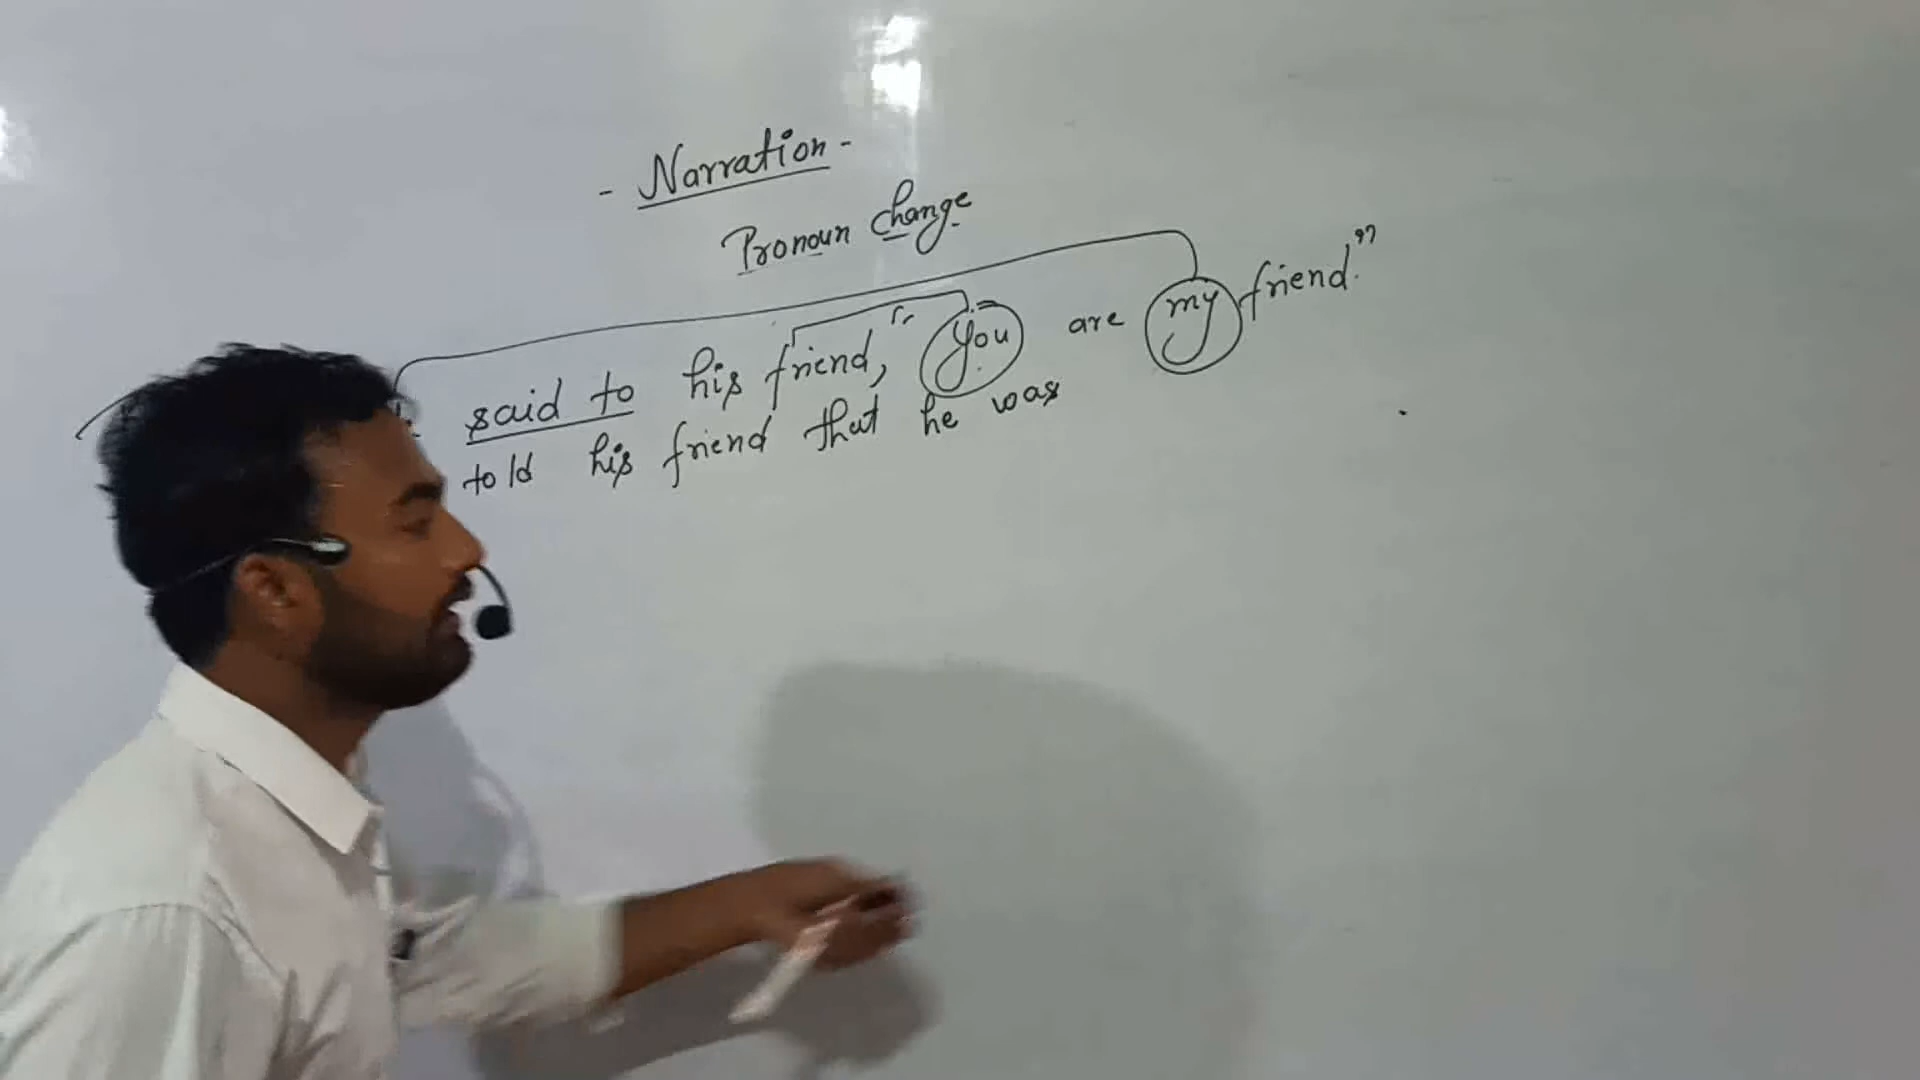 - Narration -
Pronoun change
said to his friend, "You are my friend."
told his friend that he was